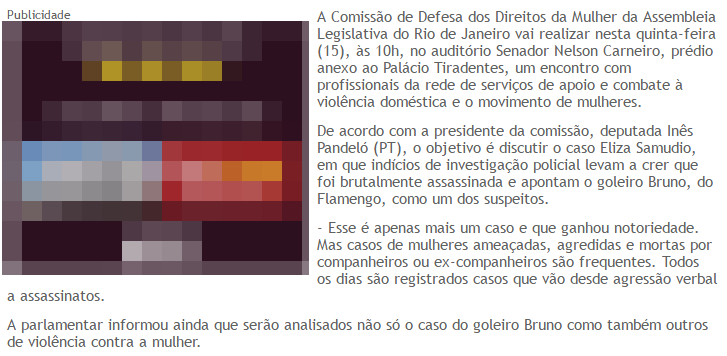 Publicidade
A Comissão de Defesa dos Direitos da Mulher da Assembleia
Legislativa do Rio de Janeiro vai realizar nesta quinta-feira
(15), às 10h, no auditório Senador Nelson Carneiro, prédio
anexo ao Palácio Tiradentes, um encontro com
profissionais da rede de serviços de apoio e combate à
violência doméstica e o movimento de mulheres.
De acordo com a presidente da comissão, deputada Inês
Pandeló (PT), o objetivo é discutir o caso Eliza Samudio,
em que indícios de investigação policial levam a crer que
foi brutalmente assassinada e apontam o goleiro Bruno, do
Flamengo, como um dos suspeitos.
- Esse é apenas mais um caso e que ganhou notoriedade.
Mas casos de mulheres ameaçadas, agredidas e mortas por
companheiros ou ex-companheiros são frequentes. Todos
os dias são registrados casos que vão desde agressão verbal
a assassinatos.
A parlamentar informou ainda que serão analisados não só o caso do goleiro Bruno como também outros
de violência contra a mulher.